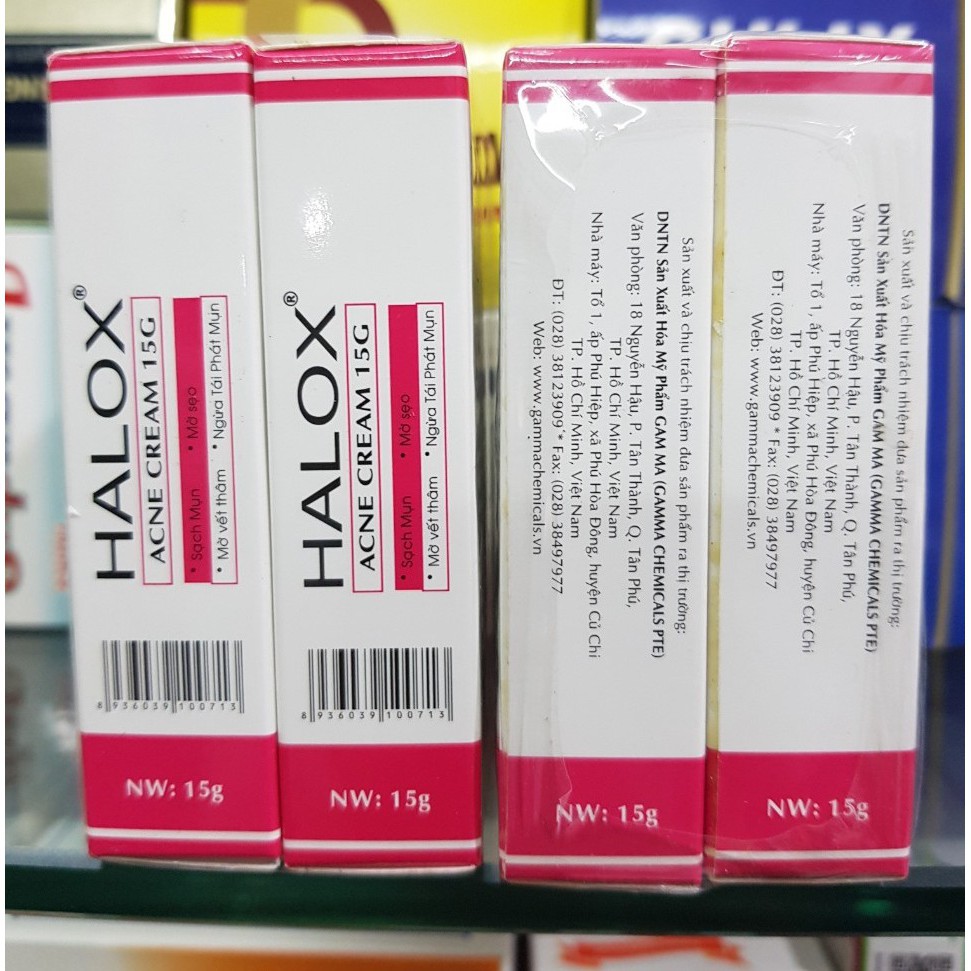 HALOX®
ACNE CREAM 15G
• Sạch Mụn • Mờ sẹo
• Mờ vết thâm • Ngừa Tái Phát Mụn
8 936039 100713
NW: 15g
HALOX®
ACNE CREAM 15G
• Sạch Mụn • Mờ sẹo
• Mờ vết thâm • Ngừa Tái Phát Mụn
8 936039 100713
NW: 15g
Sản xuất và chịu trách nhiệm đưa sản phẩm ra thị trường:
DNTN Sản Xuất Hóa Mỹ Phẩm GAM MA (GAMMA CHEMICALS PTE)
Văn phòng: 18 Nguyễn Hậu, P. Tân Thành, Q. Tân Phú,
TP. Hồ Chí Minh, Việt Nam
Nhà máy: Tổ 1, ấp Phú Hiệp, xã Phú Hòa Đông, huyện Củ Chi
TP. Hồ Chí Minh, Việt Nam
ĐT: (028) 38123909 * Fax: (028) 38497977
Web: www.gammachemicals.vn
NW: 15g
Sản xuất và chịu trách nhiệm đưa sản phẩm ra thị trường:
DNTN Sản Xuất Hóa Mỹ Phẩm GAM MA (GAMMA CHEMICALS PTE)
Văn phòng: 18 Nguyễn Hậu, P. Tân Thành, Q. Tân Phú,
TP. Hồ Chí Minh, Việt Nam
Nhà máy: Tổ 1, ấp Phú Hiệp, xã Phú Hòa Đông, huyện Củ Chi
TP. Hồ Chí Minh, Việt Nam
ĐT: (028) 38123909 * Fax: (028) 38497977
Web: www.gammachemicals.vn
NW: 15g